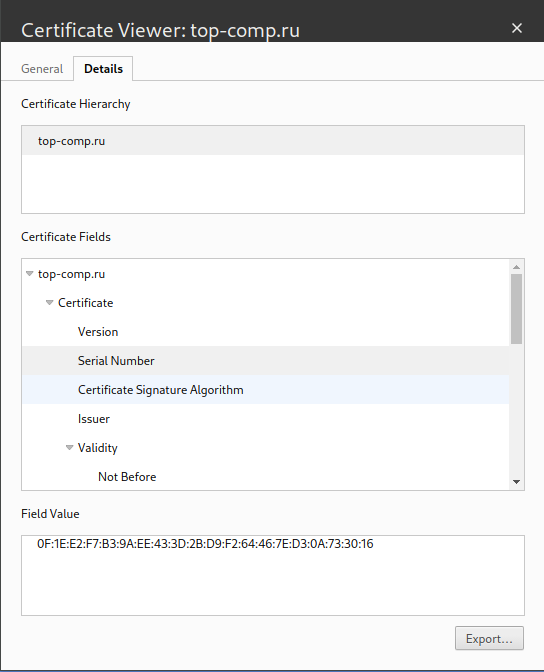 Certificate Viewer: top-comp.ru
×
General
Details
Certificate Hierarchy
top-comp.ru
Certificate Fields
top-comp.ru
Certificate
Version
Serial Number
Certificate Signature Algorithm
Issuer
Validity
Not Before
Field Value
0F:1E:E2:F7:B3:9A:EE:43:3D:2B:D9:F2:64:46:7E:D3:0A:73:30:16
Export…